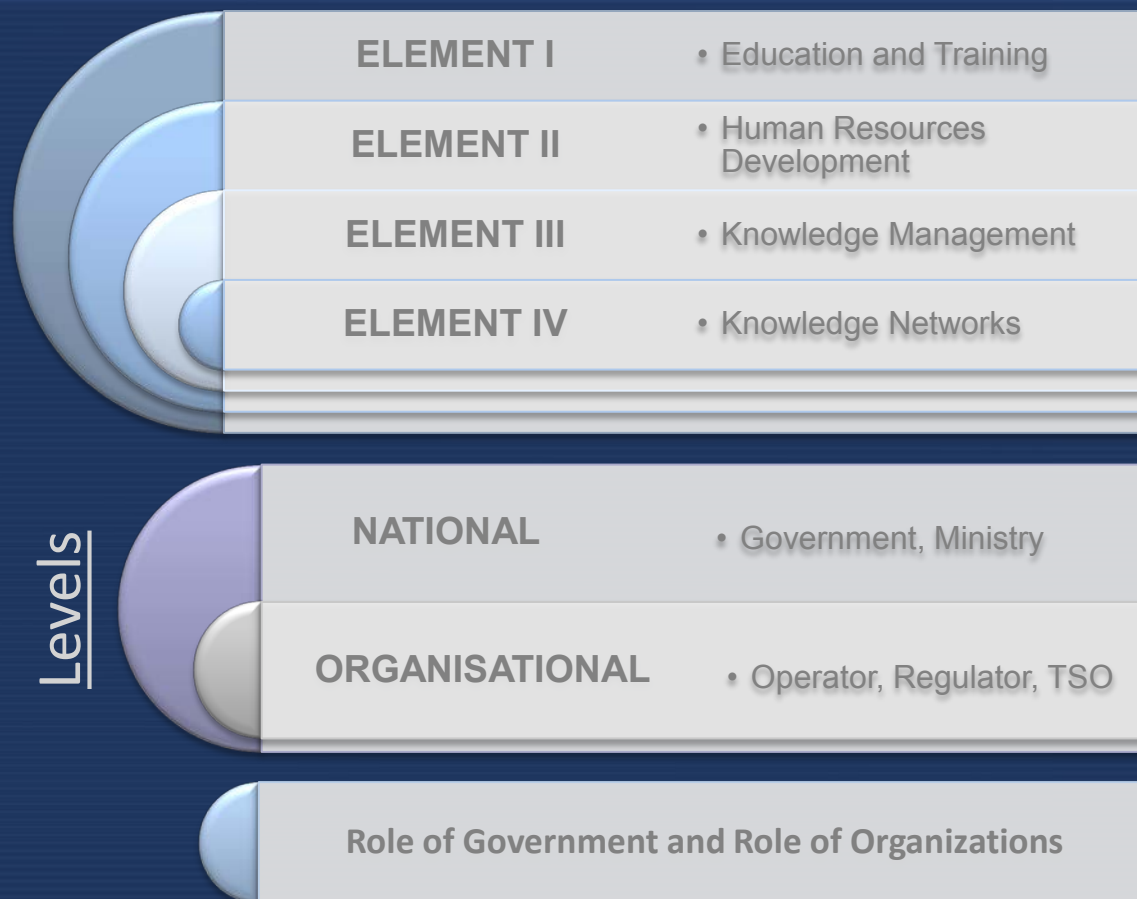 ELEMENT I
• Education and Training
ELEMENT II
• Human Resources
Development
ELEMENT III
• Knowledge Management
ELEMENT IV
• Knowledge Networks
Levels
NATIONAL
• Government, Ministry
ORGANISATIONAL
• Operator, Regulator, TSO
Role of Government and Role of Organizations